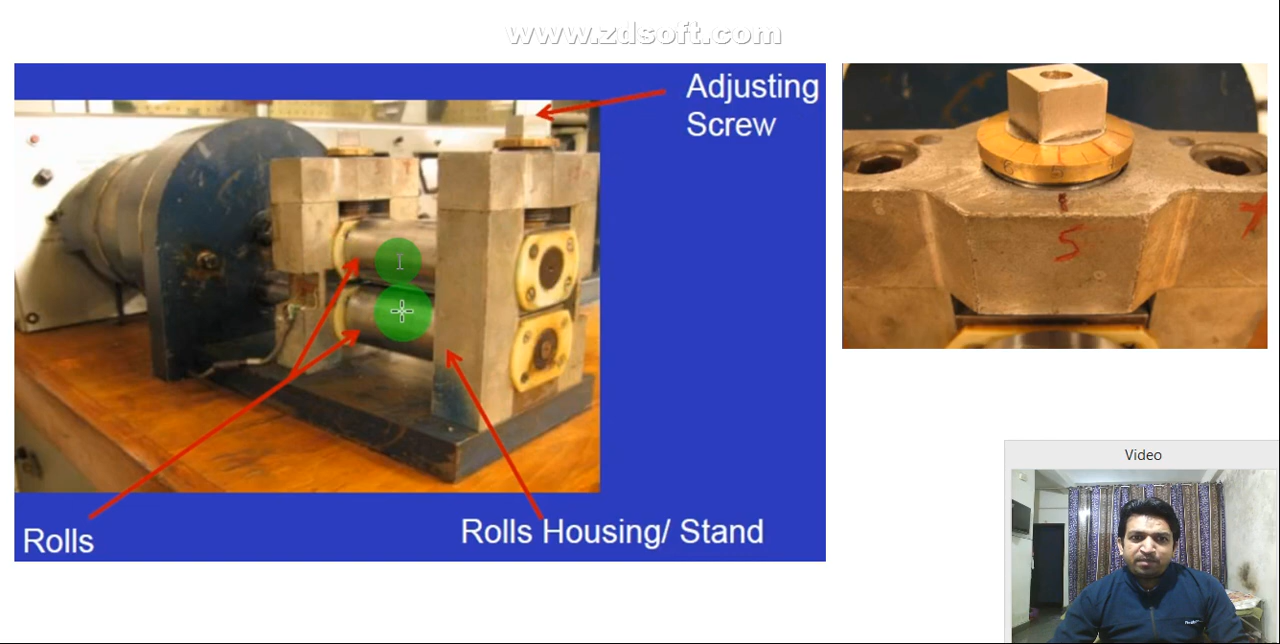 www.zdsoft.com
Adjusting
Screw
S
Rolls
Rolls Housing/ Stand
Video